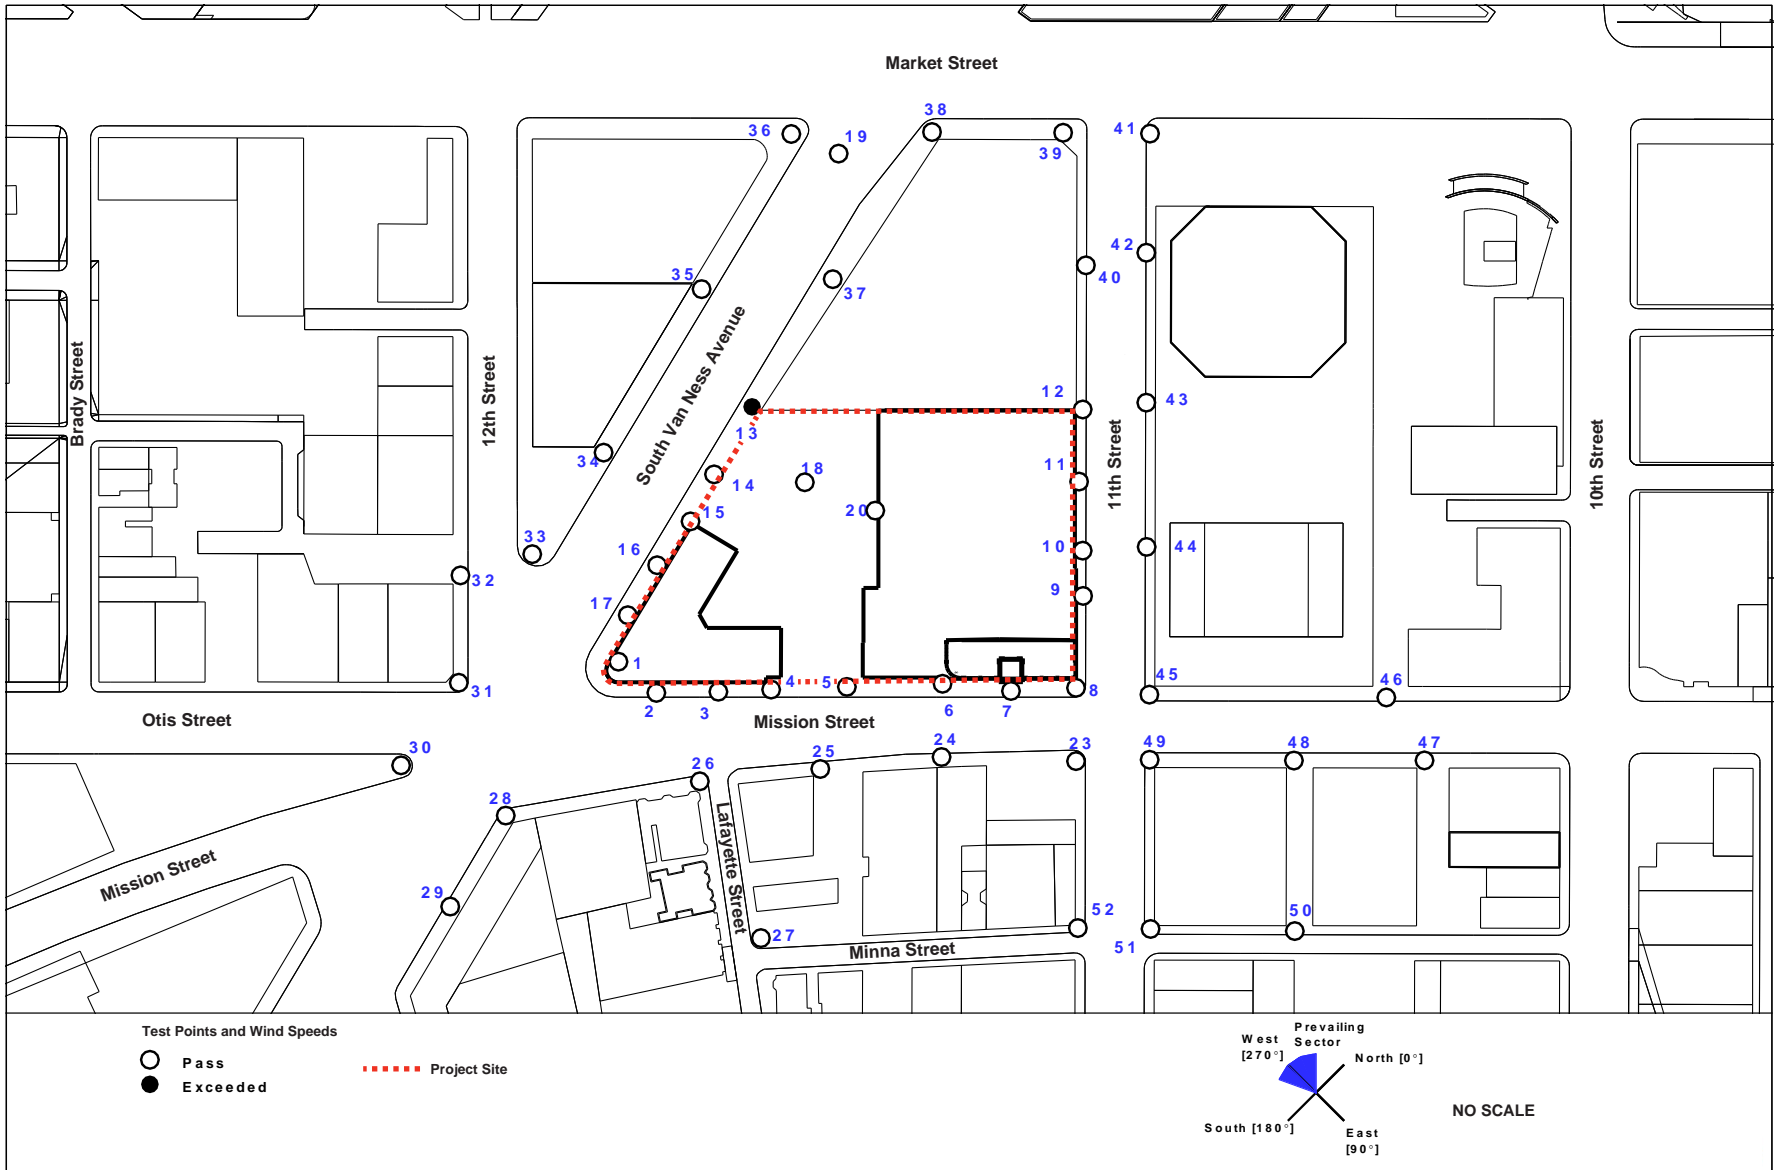 Market Street
38
36
19
41
39
42
40
35
37
South Van Ness Avenue
Brady Street
12th Street
12
43
13
11th Street
10th Street
34
14
18
11
15
20
33
16
10
44
32
9
17
1
31
4
5
8
45
46
2
3
6
7
Otis Street
Mission Street
30
26
25
24
23
49
48
47
28
Lafayette Street
Mission Street
29
27
52
51
50
Minna Street
Test Points and Wind Speeds
Pass
Exceeded
Project Site
Prevailing
Sector
West
[270°]
North [0°]
South [180°]
East
[90°]
NO SCALE